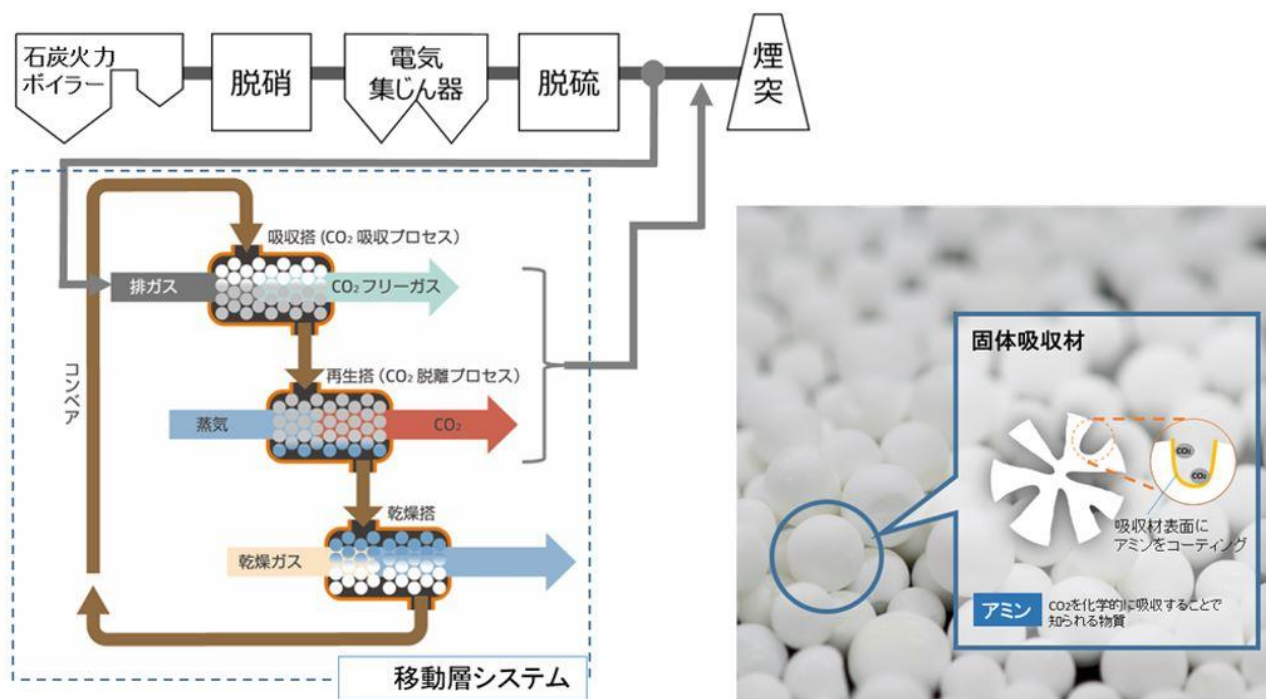 石炭火力
ボイラー
脱硝
電気
集じん器
脱硫
煙突
吸収搭 (CO₂ 吸収プロセス)
排ガス
CO₂ フリーガス
コンベア
再生搭 (CO₂ 脱離プロセス)
蒸気
CO₂
乾燥搭
乾燥ガス
移動層システム
固体吸収材
CO₂
CO₂
吸収材表面に
アミンをコーティング
アミン
CO₂を化学的に吸収することで
知られる物質